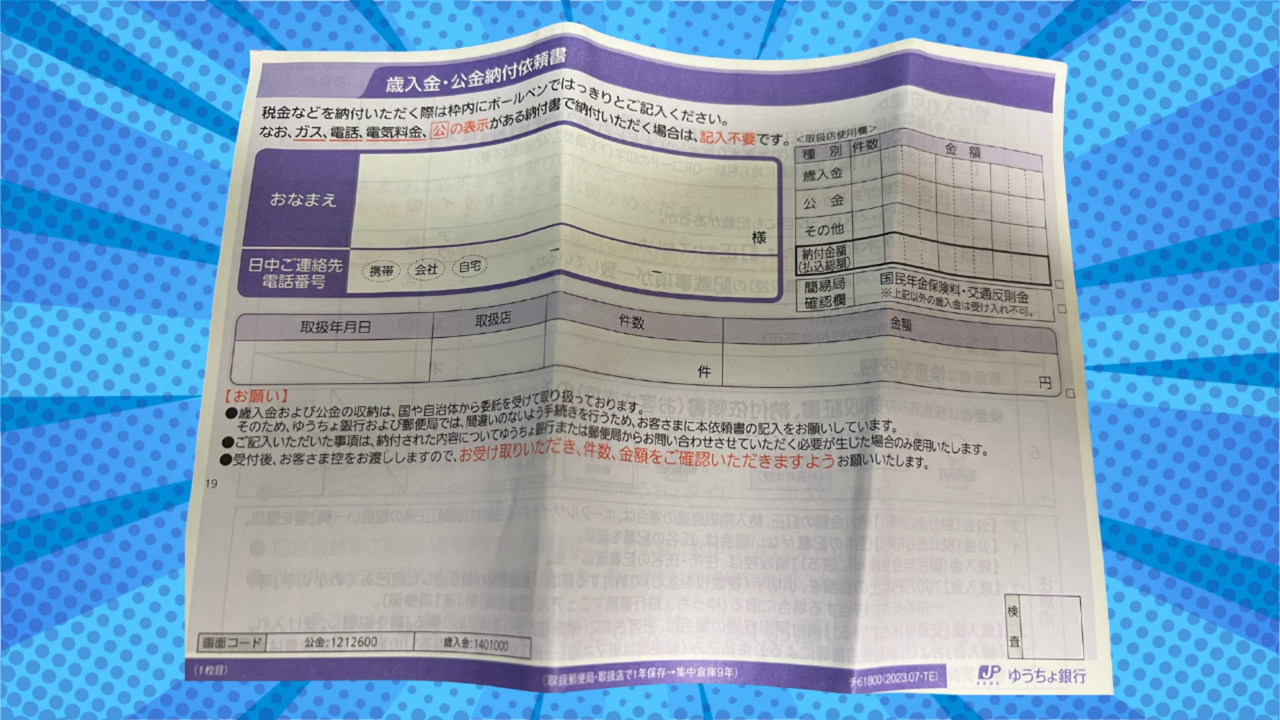 歳入金・公金納付依頼書
税金などを納付いただく際は枠内にボールペンではっきりとご記入ください。
なお、ガス、電話、電気料金、公の表示がある納付書で納付いただく場合は、記入不要です。
<取扱店使用欄>
種 別 件数 金 額
歳入金
公 金
その他
納付金額
(払込総額)
簡易局
確認欄
国民年金保険料・交通反則金
※上記以外の歳入金は受け入れ不可。
おなまえ
様
日中ご連絡先
電話番号
携帯 会社 自宅
取扱年月日 取扱店 件数 金額
件
円
【お願い】
●歳入金および公金の収納は、国や自治体から委託を受けて取り扱っております。
そのため、ゆうちょ銀行および郵便局では、間違いのないよう手続きを行うため、お客さまに本依頼書の記入をお願いしています。
●ご記入いただいた事項は、納付された内容についてゆうちょ銀行または郵便局からお問い合わせさせていただく必要が生じた場合のみ使用いたします。
●受付後、お客さま控をお渡ししますので、お受け取りいただき、件数、金額をご確認いただきますようお願いいたします。
19
検
査
画面コード 公金:1212600 歳入金:1401000
(1枚目)
(取扱郵便局・取扱店で1年保存→集中倉庫9年)
チ61800(2023.07・TE)
JP BANK ゆうちょ銀行